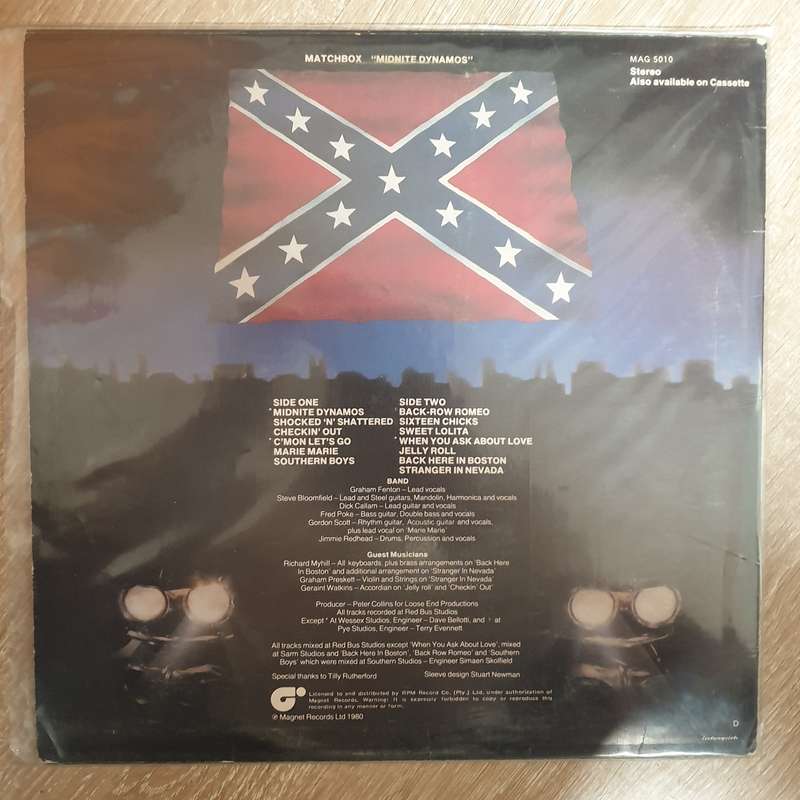 MATCHBOX "MIDNITE DYNAMOS"
MAG 5010
Stereo
Also available on Cassette
SIDE ONE
*MIDNITE DYNAMOS
SHOCKED 'N' SHATTERED
CHECKIN' OUT
*C'MON LET'S GO
MARIE MARIE
SOUTHERN BOYS
SIDE TWO
BACK-ROW ROMEO
SIXTEEN CHICKS
SWEET LOLITA
*WHEN YOU ASK ABOUT LOVE
JELLY ROLL
BACK HERE IN BOSTON
STRANGER IN NEVADA
BAND
Graham Fenton – Lead vocals
Steve Bloomfield – Lead and Steel guitars, Mandolin, Harmonica and vocals
Dick Callam – Lead guitar and vocals
Fred Poke – Bass guitar, Double bass and vocals
Gordon Scott – Rhythm guitar, Acoustic guitar and vocals,
plus lead vocal on 'Marie Marie'
Jimmie Redhead – Drums, Percussion and vocals
Guest Musicians
Richard Myhill – All keyboards, plus brass arrangements on 'Back Here
In Boston' and additional arrangement on 'Stranger In Nevada'
Graham Preskett – Violin and Strings on 'Stranger In Nevada'
Geraint Watkins – Accordian on 'Jelly roll' and 'Checkin' Out'
Producer – Peter Collins for Loose End Productions
All tracks recorded at Red Bus Studios
Except * At Wessex Studios, Engineer – Dave Bellotti, and at
Pye Studios, Engineer – Terry Evennett
All tracks mixed at Red Bus Studios except 'When You Ask About Love', mixed
at Sarm Studios and 'Back Here In Boston', 'Back Row Romeo' and 'Southern
Boys' which were mixed at Southern Studios – Engineer Simaen Skolfield
Special thanks to Tilly Rutherford
Sleeve design Stuart Newman
Licensed to and distributed by RPM Record Co. (Pty.) Ltd, under authorization of
Magnet Records. Warning: It is expressly forbidden to copy or reproduce this
recording in any manner or form.
℗ Magnet Records Ltd 1980
D